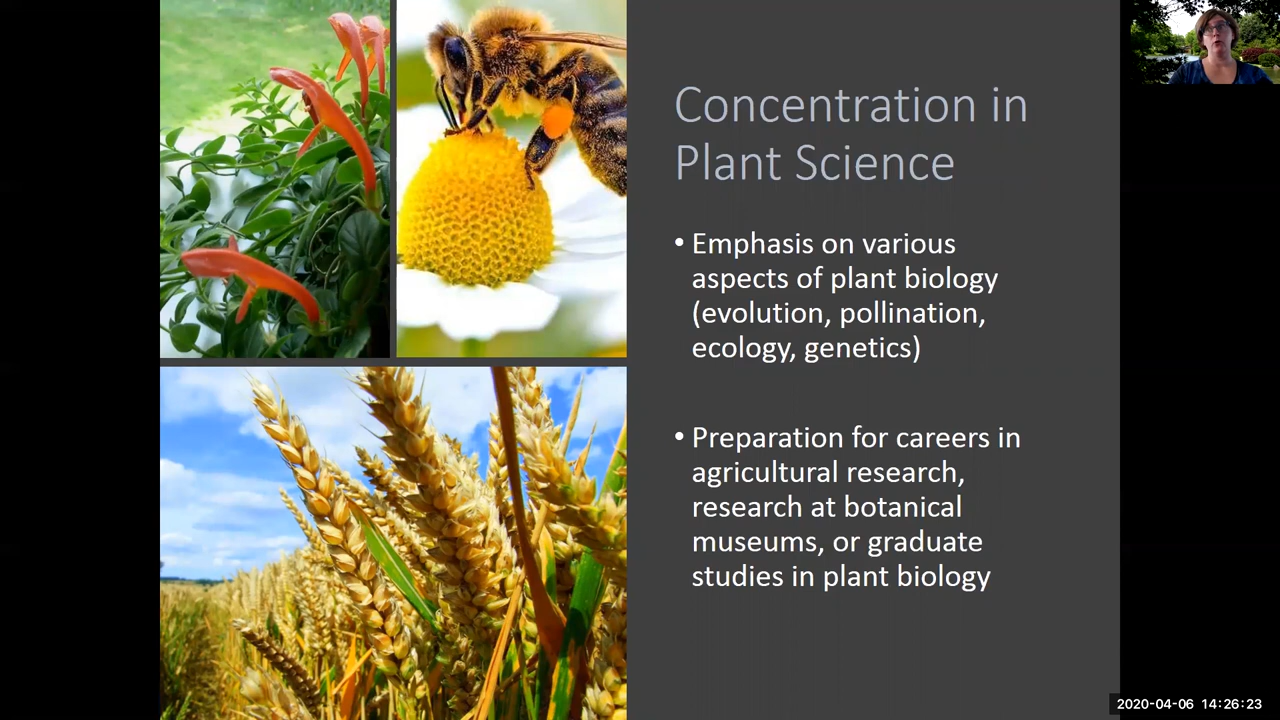 Concentration in
Plant Science
• Emphasis on various
aspects of plant biology
(evolution, pollination,
ecology, genetics)
• Preparation for careers in
agricultural research,
research at botanical
museums, or graduate
studies in plant biology
2020-04-06 14:26:23